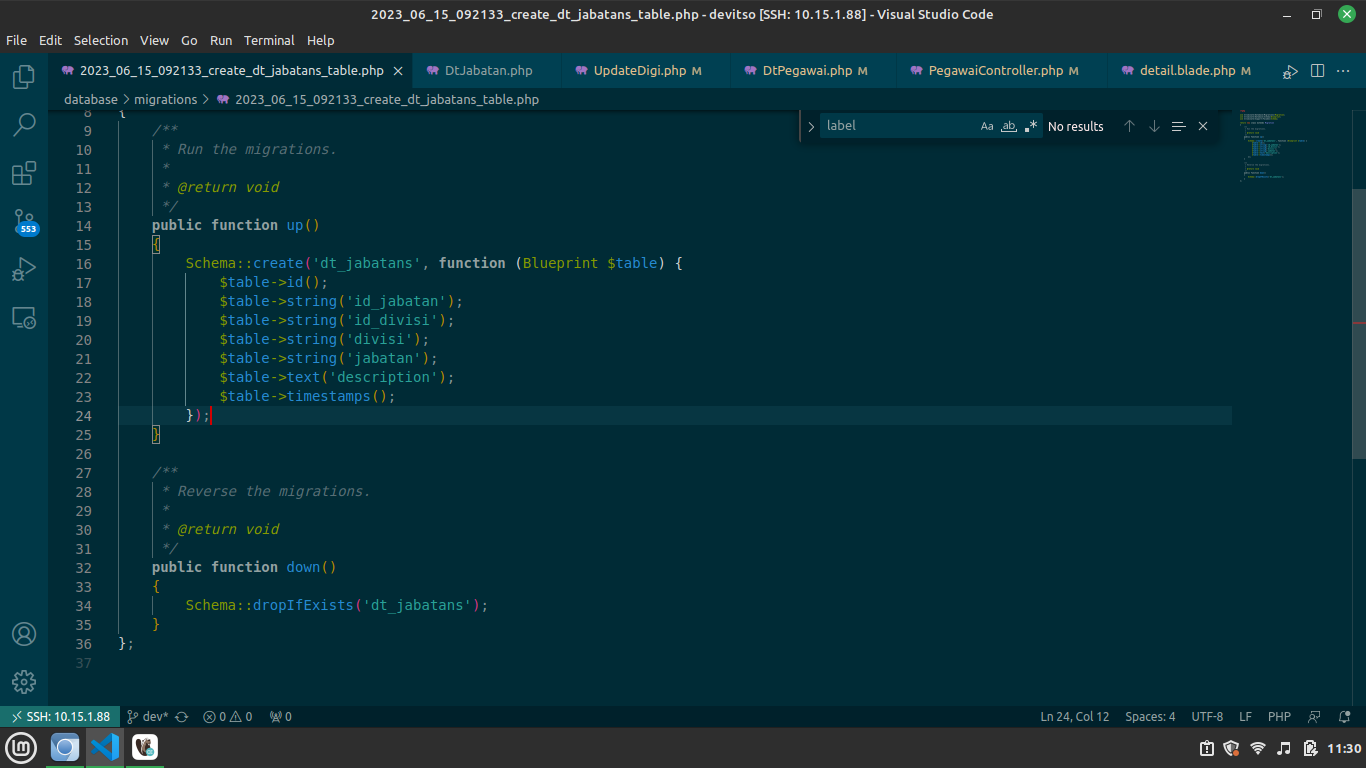 2023_06_15_092133_create_dt_jabatans_table.php - devitso [SSH: 10.15.1.88] - Visual Studio Code
File Edit Selection View Go Run Terminal Help
2023_06_15_092133_create_dt_jabatans_table.php DtJabatan.php UpdateDigi.php M DtPegawai.php M PegawaiController.php M detail.blade.php M
database > migrations > 2023_06_15_092133_create_dt_jabatans_table.php
label Aa ab No results
8 {
9 /**
10 * Run the migrations.
11 *
12 * @return void
13 */
14 public function up()
15 {
16 Schema::create('dt_jabatans', function (Blueprint $table) {
17 $table->id();
18 $table->string('id_jabatan');
19 $table->string('id_divisi');
20 $table->string('divisi');
21 $table->string('jabatan');
22 $table->text('description');
23 $table->timestamps();
24 });
25 }
26
27 /**
28 * Reverse the migrations.
29 *
30 * @return void
31 */
32 public function down()
33 {
34 Schema::dropIfExists('dt_jabatans');
35 }
36 };
37
553
SSH: 10.15.1.88 dev* 0 0 0 Ln 24, Col 12 Spaces: 4 UTF-8 LF PHP
11:30